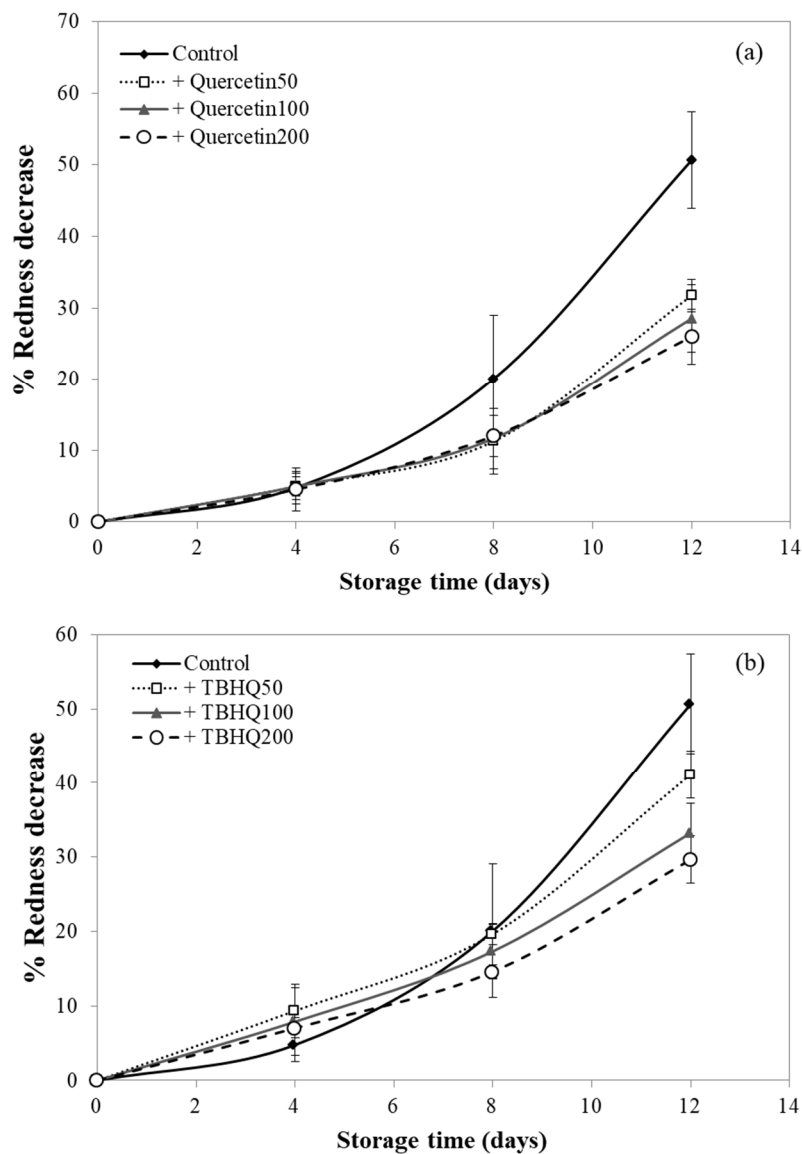 70
(a)
Control
+ Quercetin50
60
+ Quercetin100
+ Quercetin200
50
40
30
20
10
0
% Redness decrease
0 2 4 6 8 10 12 14
Storage time (days)
60
(b)
Control
+ TBHQ50
50
+ TBHQ100
+ TBHQ200
40
30
20
10
0
% Redness decrease
0 2 4 6 8 10 12 14
Storage time (days)